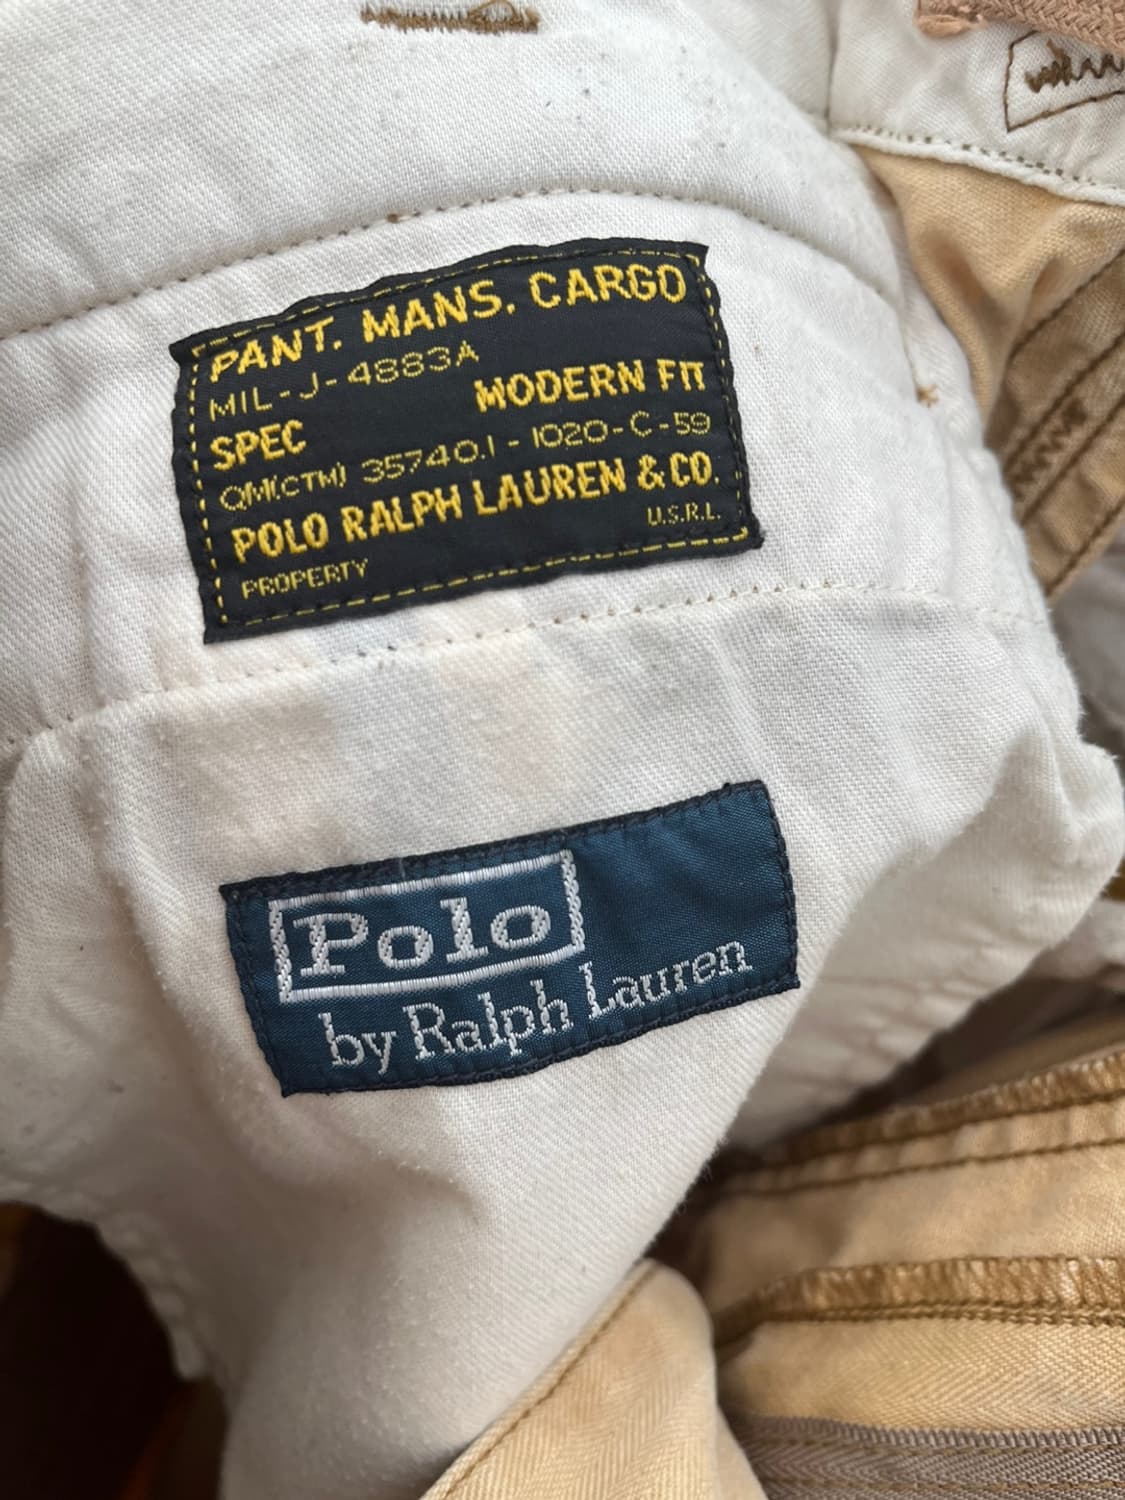 PANT. MANS, CARGO
MIL-J-4883A
MODERN FIT
SPEC
QM(CTM) 35740.1-1020-C-59
POLO RALPH LAUREN & CO.
U.S.R.L.
PROPERTY
Polo
by Ralph Lauren